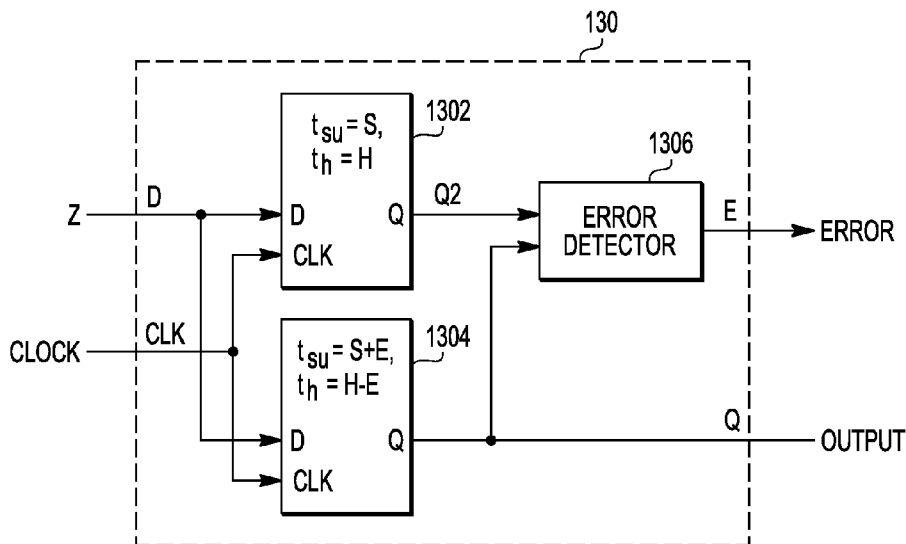 130
1302
t_su = S,
t_h = H
1306
Z
D
D
Q
Q2
ERROR
DETECTOR
E
ERROR
CLK
CLOCK
CLK
1304
t_su = S+E,
t_h = H-E
D
Q
Q
OUTPUT
CLK